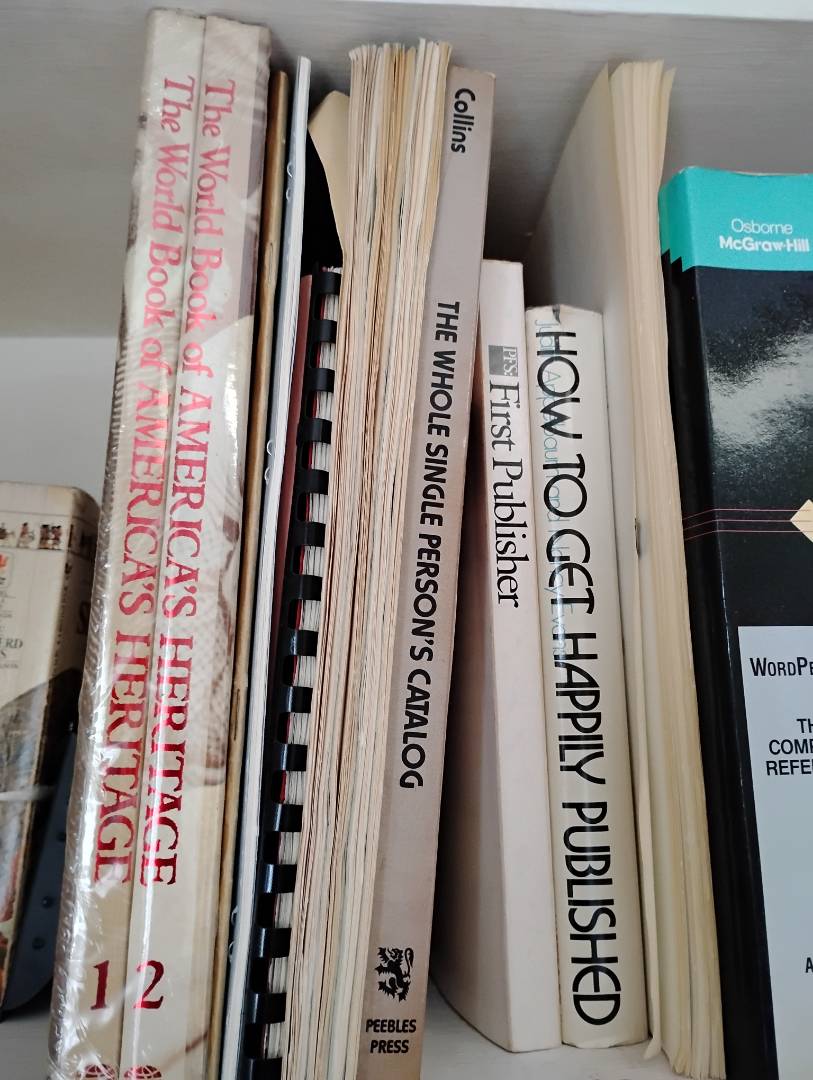 The World Book of AMERICA'S HERITAGE
1
The World Book of AMERICA'S HERITAGE
2
Collins
THE WHOLE SINGLE PERSON'S CATALOG
PEEBLES
PRESS
PFS:
First Publisher
HOW TO GET HAPPILY PUBLISHED
Osborne
McGraw-Hill